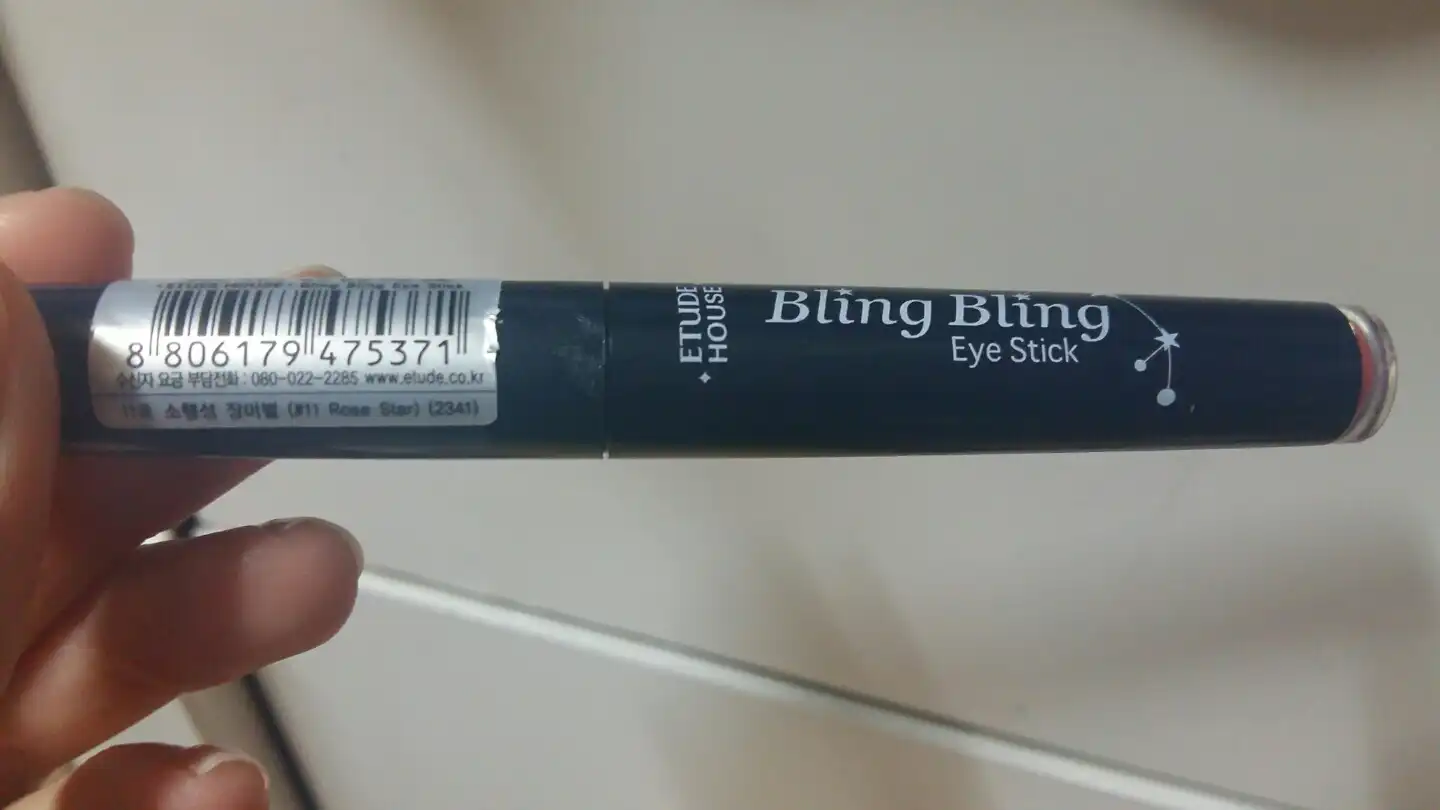 <ETUDE HOUSE> Bling Bling Eye Stick
8 806179 475371
수신자 요금 부담전화 : 080-022-2285 www.etude.co.kr
11호 소행성 장미별 (#11 Rose Star) (2341)
ETUDE
HOUSE
Bling Bling
Eye Stick